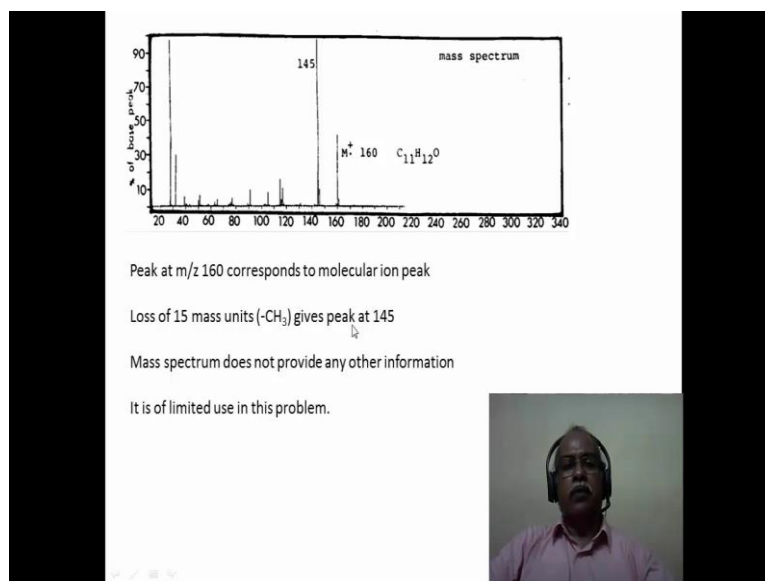 mass spectrum
145
M+· 160 C11H12O
% of base peak
90
70
50
30
10
20 40 60 80 100 120 140 160 180 200 220 240 260 280 300 320 340
Peak at m/z 160 corresponds to molecular ion peak
Loss of 15 mass units (-CH₃) gives peak at 145
Mass spectrum does not provide any other information
It is of limited use in this problem.